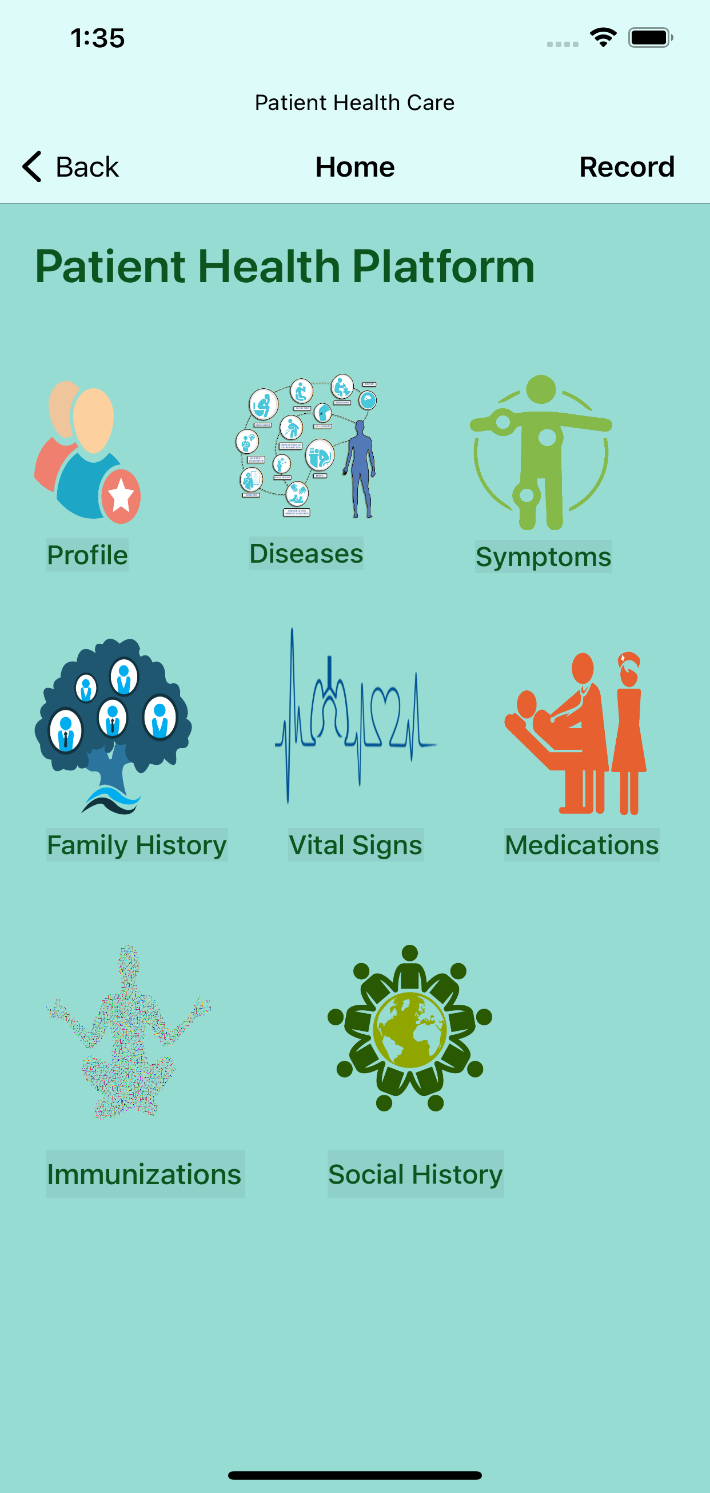 1:35
Patient Health Care
Back Home Record
Patient Health Platform
Profile Diseases Symptoms
Family History Vital Signs Medications
Immunizations Social History